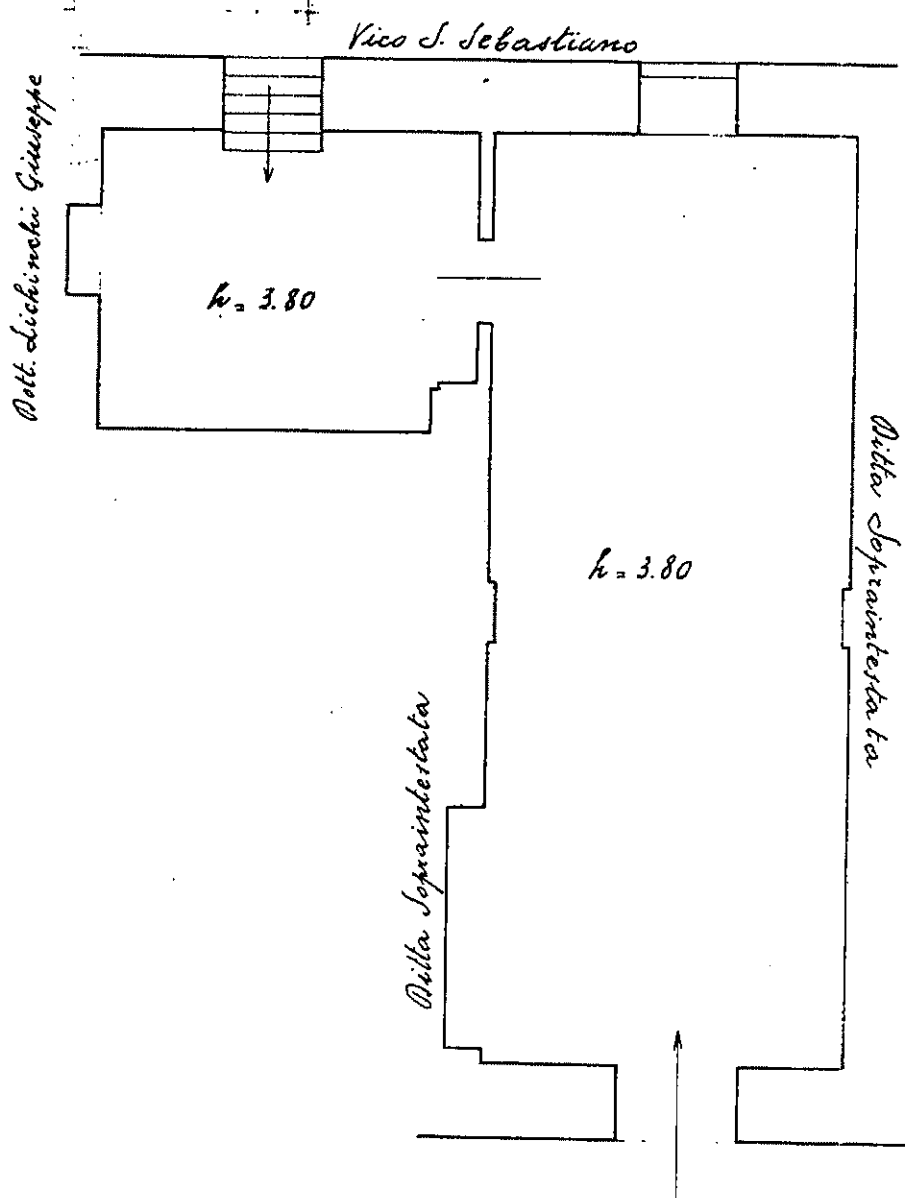 Vico S. Sebastiano
Dott. Lichinchi Giuseppe
h = 3.80
h = 3.80
Ditta Sopraintestata
Ditta Sopraintestata